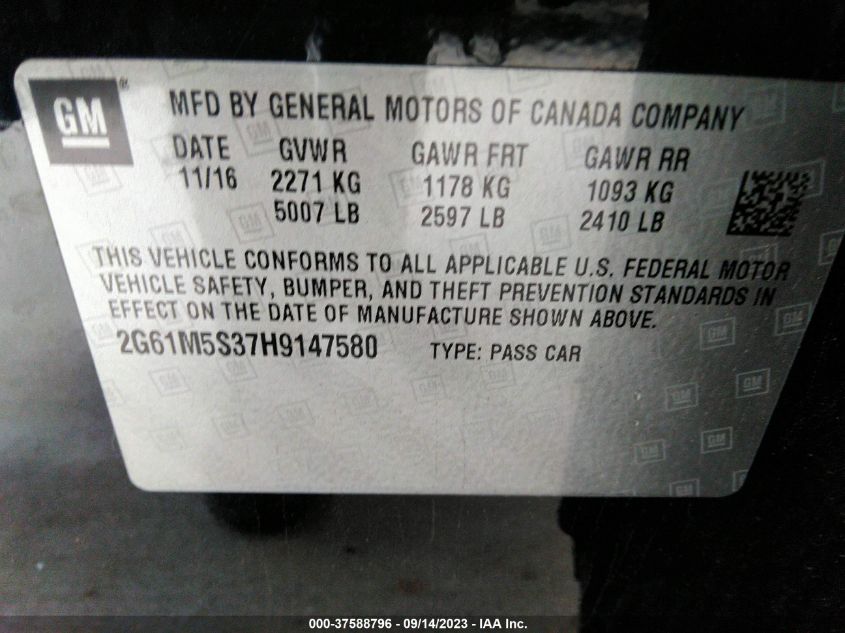 GM ®
MFD BY GENERAL MOTORS OF CANADA COMPANY
DATE GVWR GAWR FRT GAWR RR
11/16 2271 KG 1178 KG 1093 KG
5007 LB 2597 LB 2410 LB
THIS VEHICLE CONFORMS TO ALL APPLICABLE U.S. FEDERAL MOTOR
VEHICLE SAFETY, BUMPER, AND THEFT PREVENTION STANDARDS IN
EFFECT ON THE DATE OF MANUFACTURE SHOWN ABOVE.
2G61M5S37H9147580 TYPE: PASS CAR
000-37588796 - 09/14/2023 - IAA Inc.